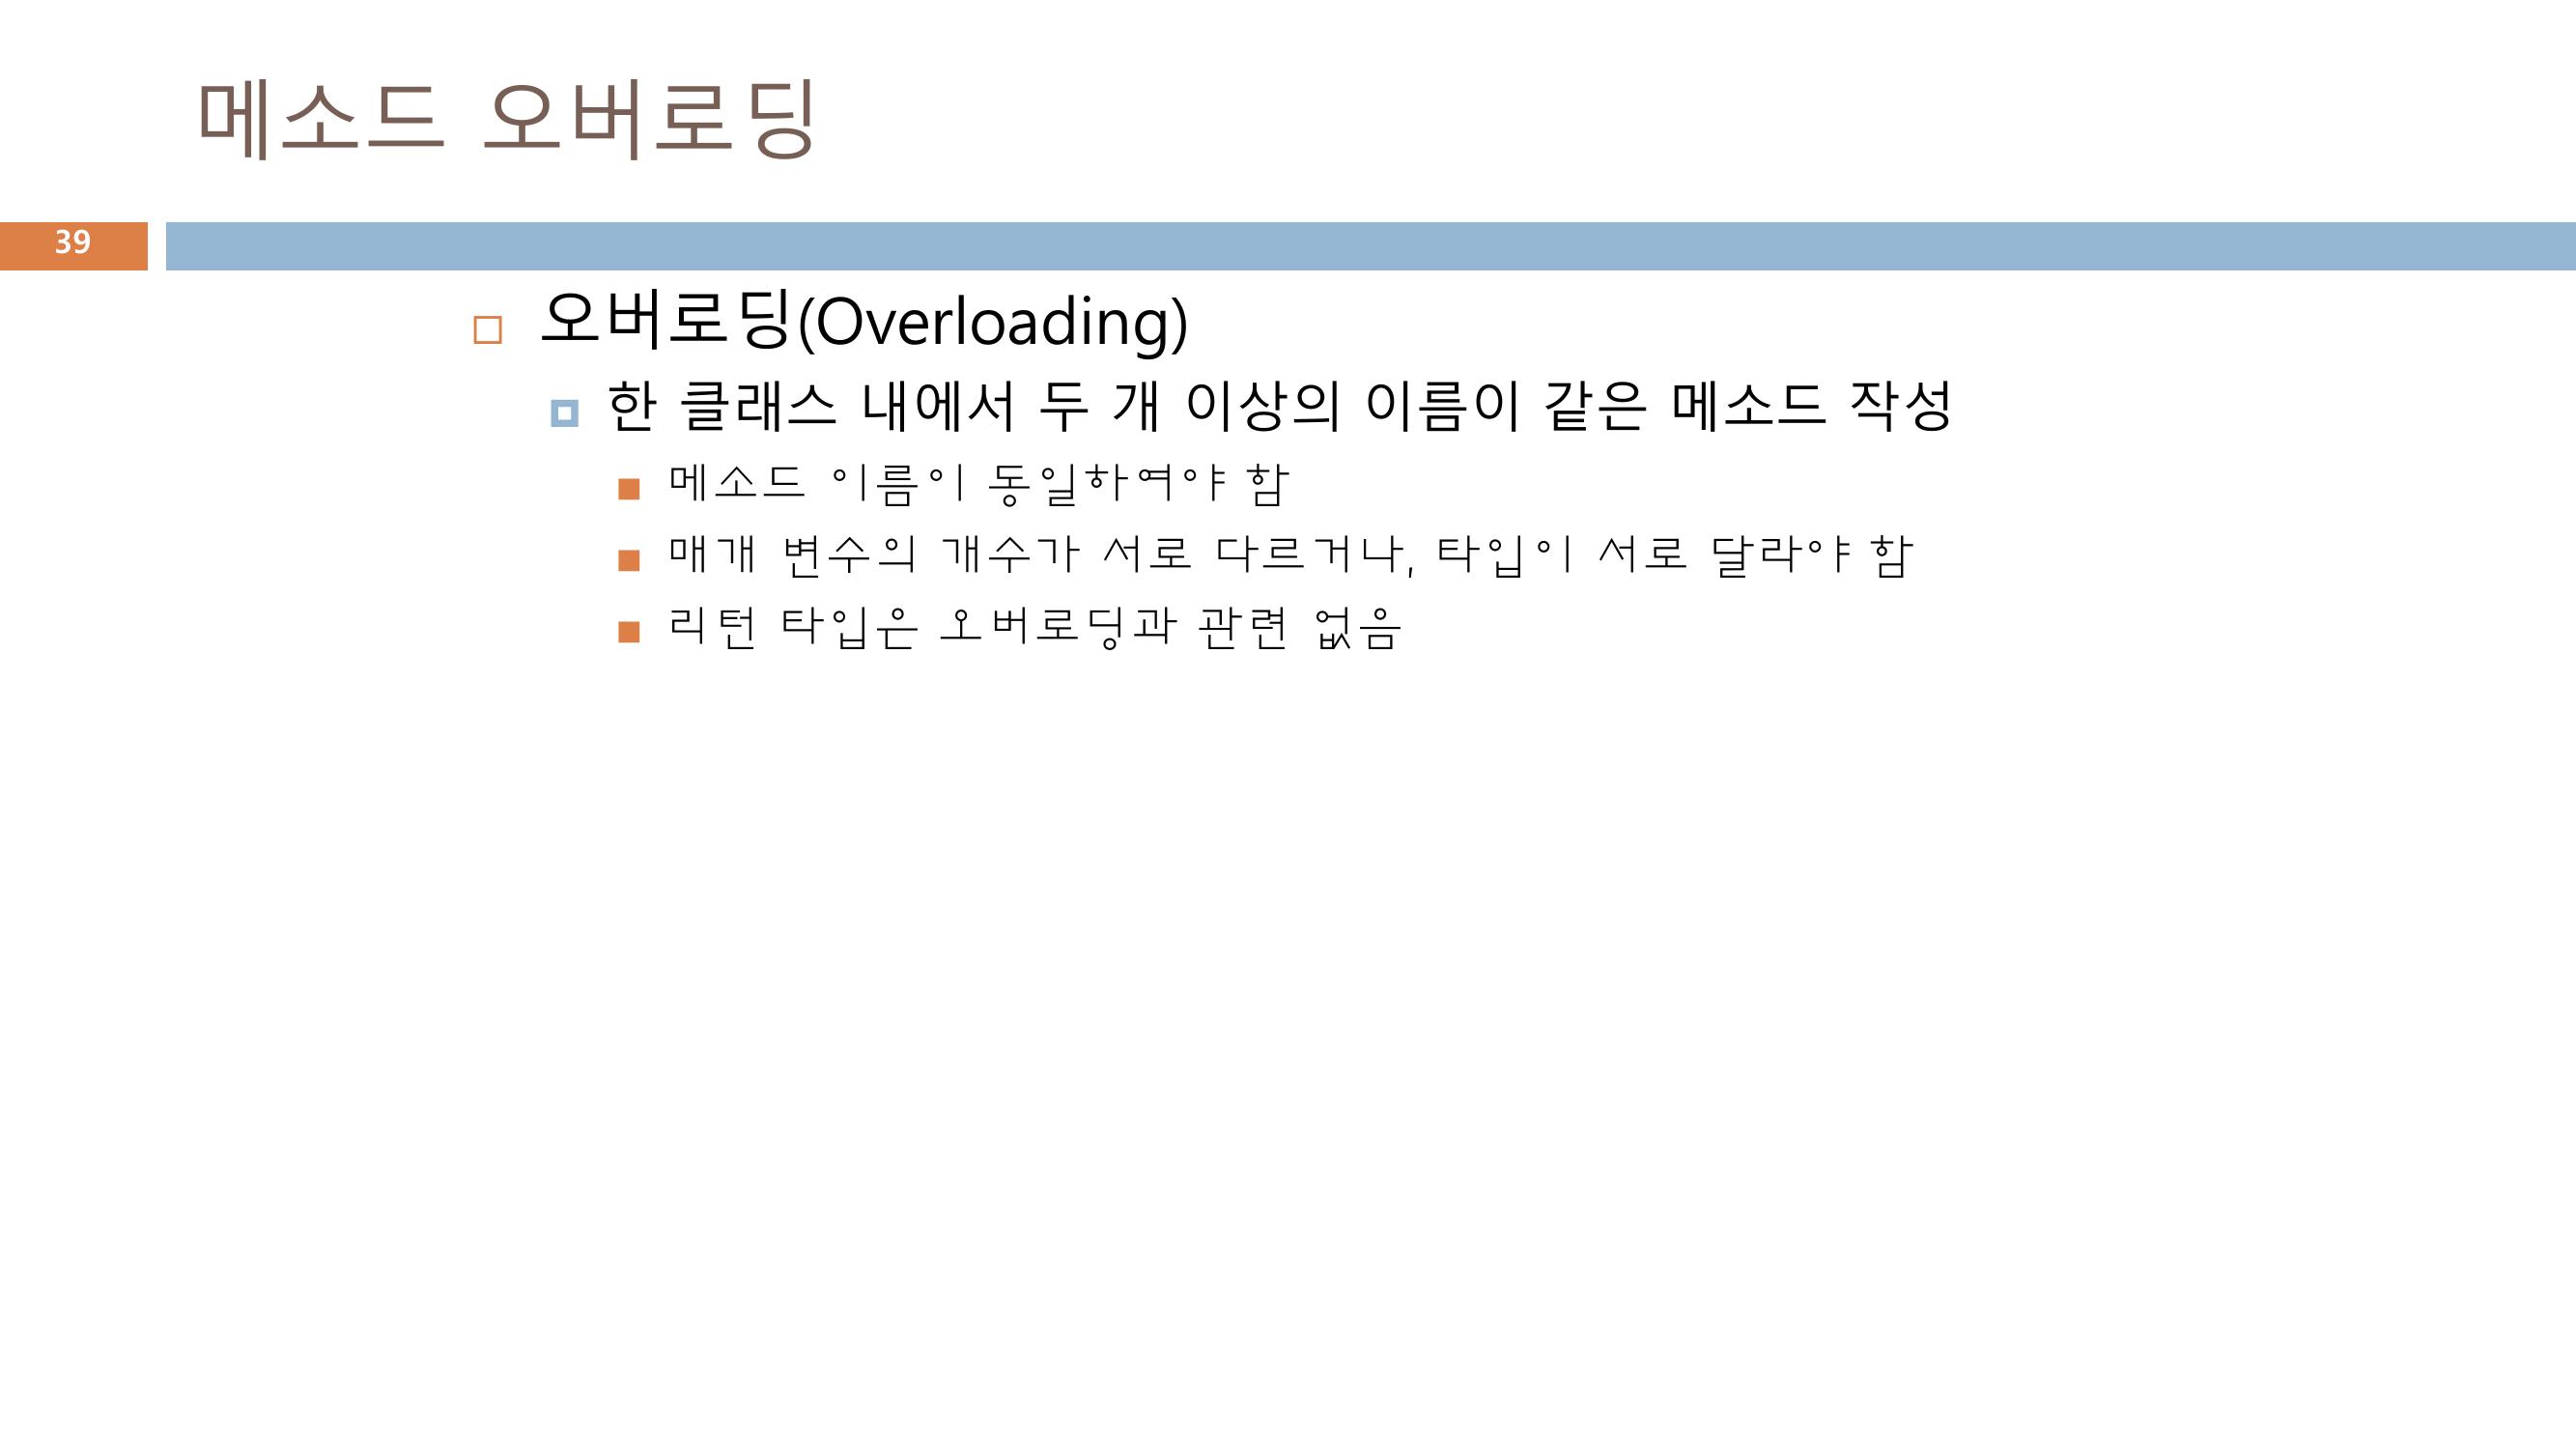 메소드 오버로딩
39
오버로딩(Overloading)
한 클래스 내에서 두 개 이상의 이름이 같은 메소드 작성
메소드 이름이 동일하여야 함
매개 변수의 개수가 서로 다르거나, 타입이 서로 달라야 함
리턴 타입은 오버로딩과 관련 없음